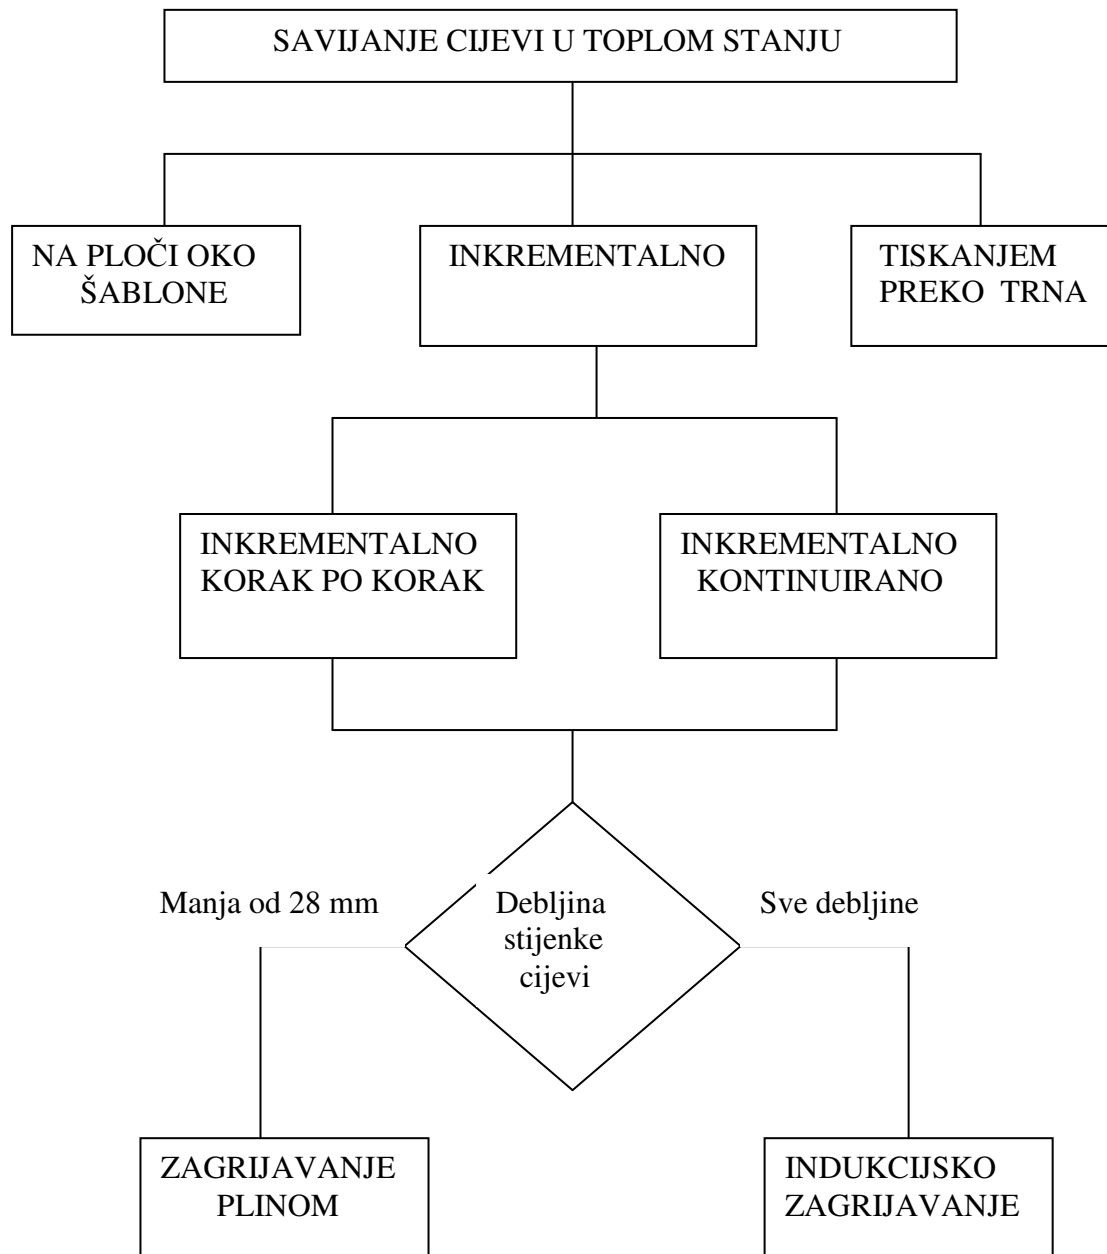 SAVIJANJE CIJEVI U TOPLOM STANJU
NA PLOČI OKO
ŠABLONE
INKREMENTALNO
TISKANJEM
PREKO TRNA
INKREMENTALNO
KORAK PO KORAK
INKREMENTALNO
KONTINUIRANO
Manja od 28 mm
Debljina
stijenke
cijevi
Sve debljine
ZAGRIJAVANJE
PLINOM
INDUKCIJSKO
ZAGRIJAVANJE